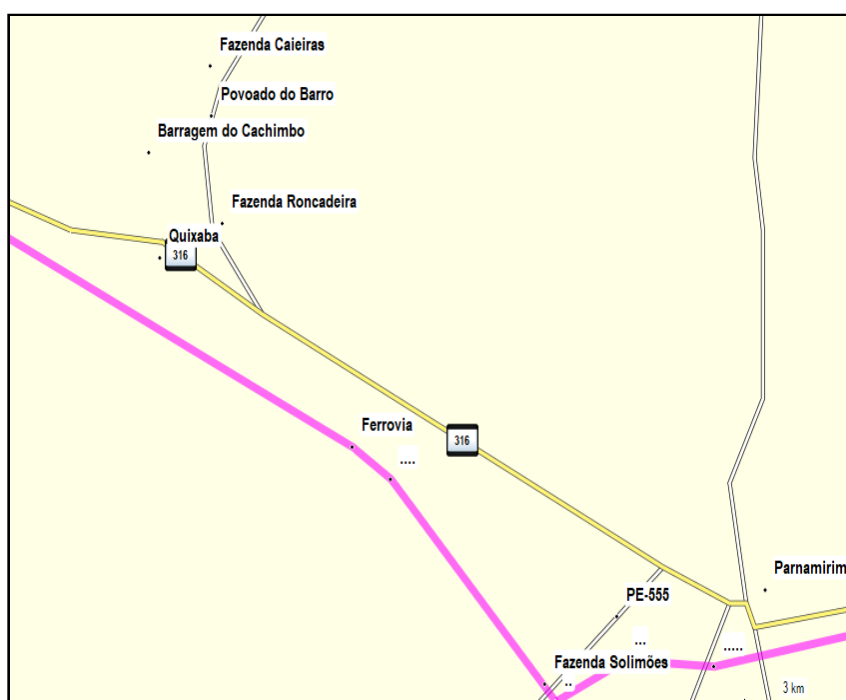 Fazenda Caieiras
Povoado do Barro
Barragem do Cachimbo
Fazenda Roncadeira
Quixaba
316
Ferrovia
....
316
Parnamirim
PE-555
...
.....
Fazenda Solimões
..
3 km